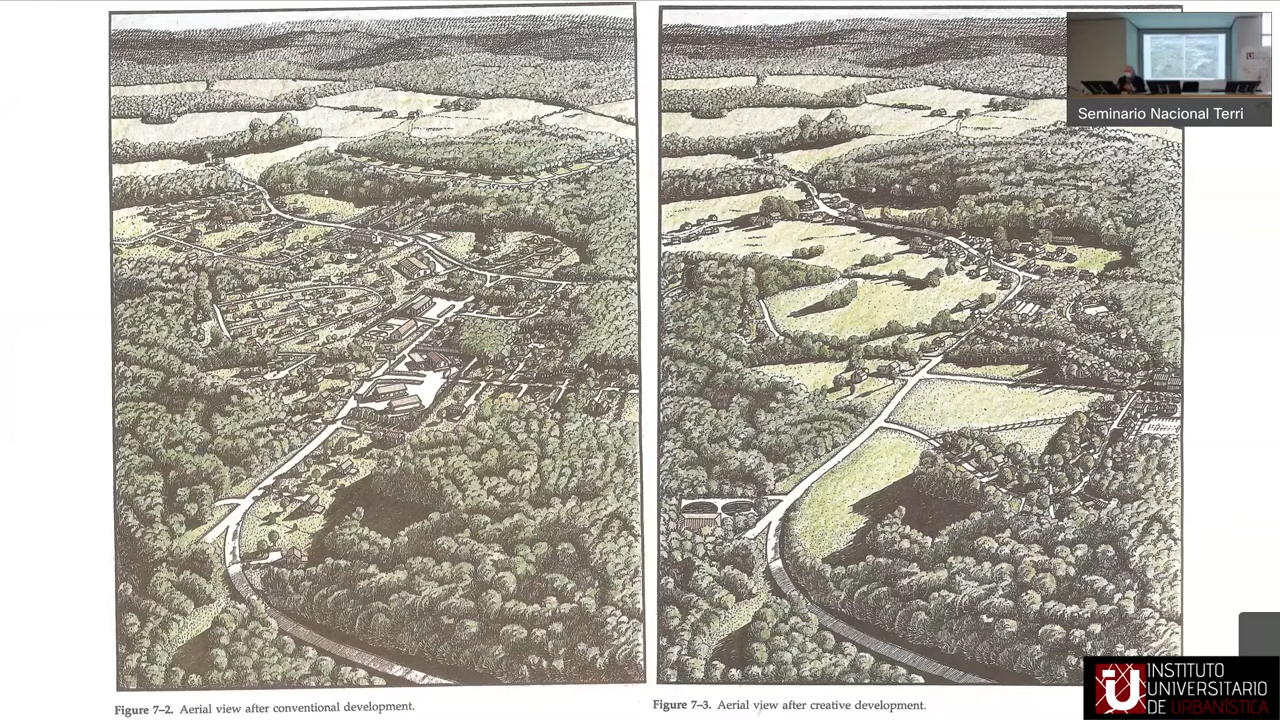 Seminario Nacional Terri
Figure 7–2. Aerial view after conventional development.
Figure 7–3. Aerial view after creative development.
IU
INSTITUTO
UNIVERSITARIO
DE URBANÍSTICA